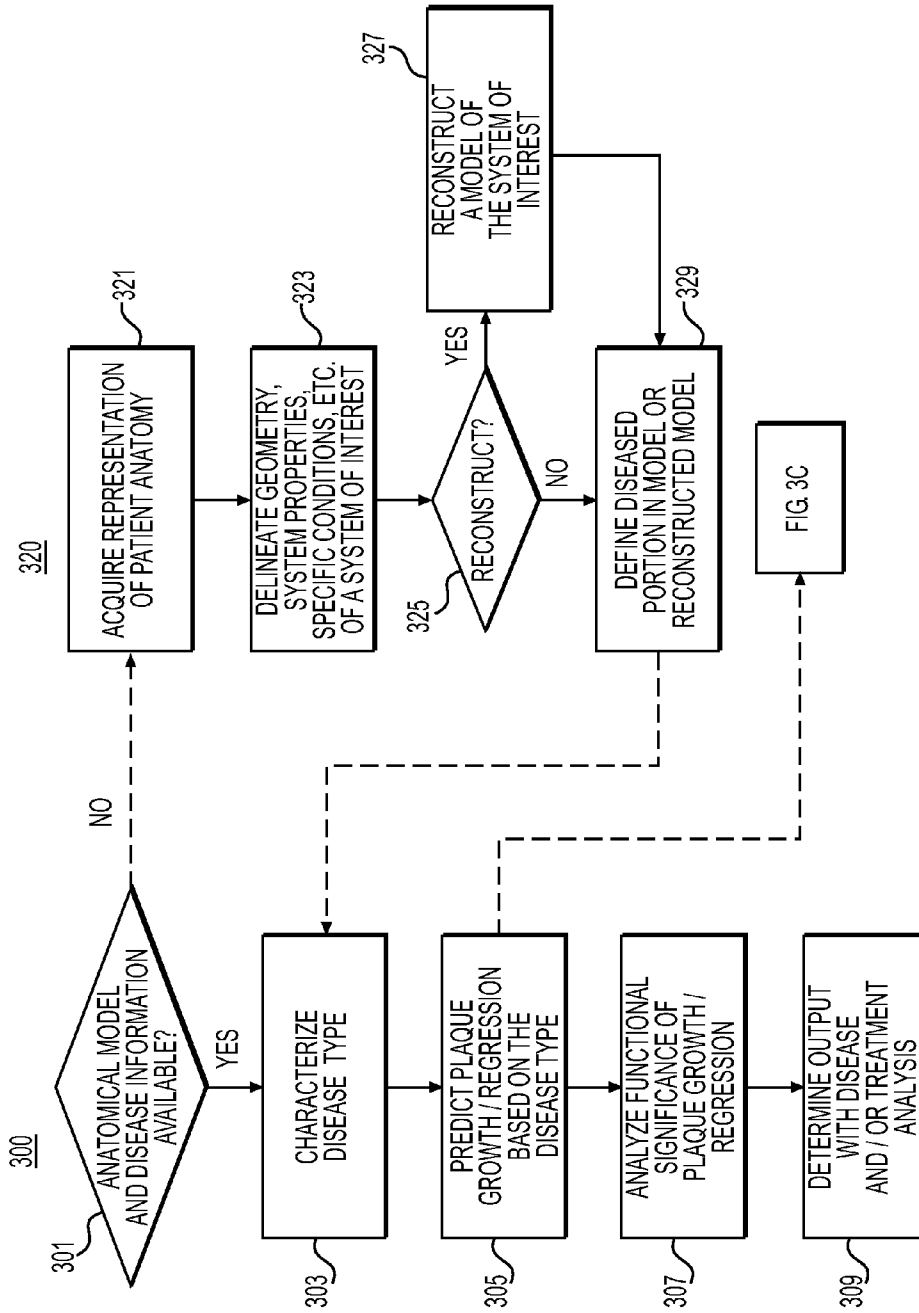 300
301
ANATOMICAL MODEL
AND DISEASE INFORMATION
AVAILABLE?
NO
YES
303
CHARACTERIZE
DISEASE TYPE
305
PREDICT PLAQUE
GROWTH / REGRESSION
BASED ON THE
DISEASE TYPE
307
ANALYZE FUNCTIONAL
SIGNIFICANCE OF
PLAQUE GROWTH /
REGRESSION
309
DETERMINE OUTPUT
WITH DISEASE
AND / OR TREATMENT
ANALYSIS
320
321
ACQUIRE REPRESENTATION
OF PATIENT ANATOMY
323
DELINEATE GEOMETRY,
SYSTEM PROPERTIES,
SPECIFIC CONDITIONS, ETC.
OF A SYSTEM OF INTEREST
325
RECONSTRUCT?
YES
NO
327
RECONSTRUCT
A MODEL OF
THE SYSTEM OF
INTEREST
329
DEFINE DISEASED
PORTION IN MODEL OR
RECONSTRUCTED MODEL
FIG. 3C